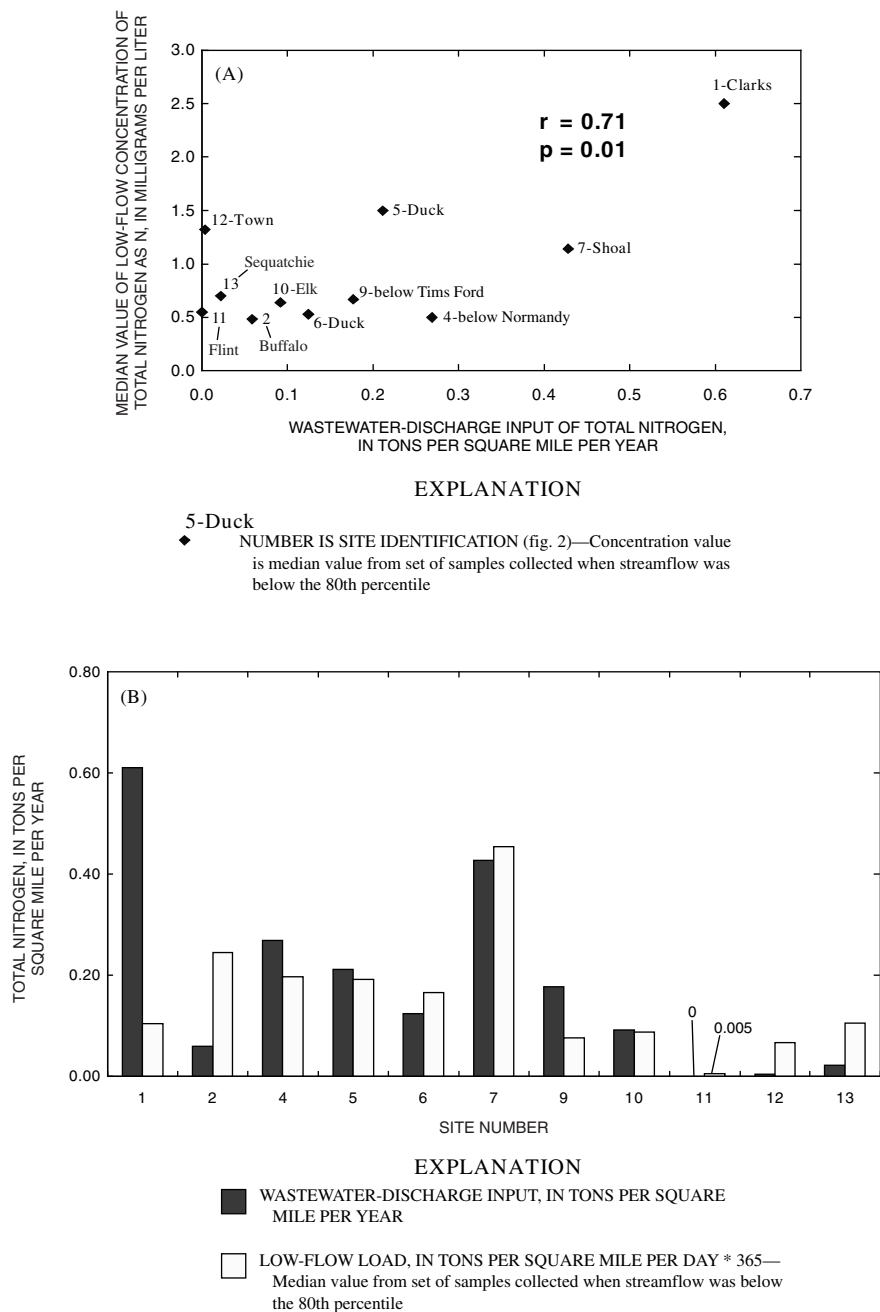 MEDIAN VALUE OF LOW-FLOW CONCENTRATION OF
TOTAL NITROGEN AS N, IN MILLIGRAMS PER LITER
3.0
2.5
2.0
1.5
1.0
0.5
0.0
(A)
1-Clarks
r = 0.71
p = 0.01
5-Duck
12-Town
7-Shoal
Sequatchie
13
10-Elk
9-below Tims Ford
11
2
6-Duck
4-below Normandy
Flint
Buffalo
0.0 0.1 0.2 0.3 0.4 0.5 0.6 0.7
WASTEWATER-DISCHARGE INPUT OF TOTAL NITROGEN,
IN TONS PER SQUARE MILE PER YEAR
EXPLANATION
5-Duck
NUMBER IS SITE IDENTIFICATION (fig. 2)—Concentration value
is median value from set of samples collected when streamflow was
below the 80th percentile
TOTAL NITROGEN, IN TONS PER
SQUARE MILE PER YEAR
0.80
0.60
0.40
0.20
0.00
(B)
0
0.005
1 2 4 5 6 7 9 10 11 12 13
SITE NUMBER
EXPLANATION
WASTEWATER-DISCHARGE INPUT, IN TONS PER SQUARE
MILE PER YEAR
LOW-FLOW LOAD, IN TONS PER SQUARE MILE PER DAY * 365—
Median value from set of samples collected when streamflow was below
the 80th percentile